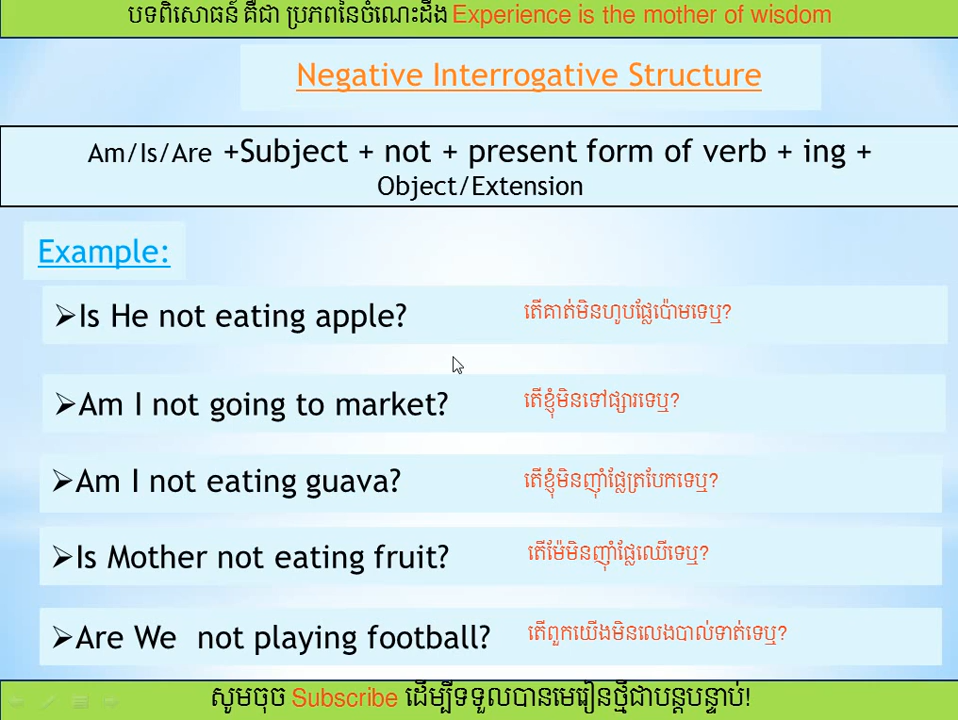 បទពិសោធន៍ គឺជា ប្រភពនៃចំណេះដឹង Experience is the mother of wisdom
Negative Interrogative Structure
Am/Is/Are +Subject + not + present form of verb + ing +
Object/Extension
Example:
➢Is He not eating apple? តើគាត់មិនហូបផ្លែប៉ោមទេឬ?
➢Am I not going to market? តើខ្ញុំមិនទៅផ្សារទេឬ?
➢Am I not eating guava? តើខ្ញុំមិនញ៉ាំផ្លែត្របែកទេឬ?
➢Is Mother not eating fruit? តើម៉ែមិនញ៉ាំផ្លែឈើទេឬ?
➢Are We not playing football? តើពួកយើងមិនលេងបាល់ទាត់ទេឬ?
សូមចុច Subscribe ដើម្បីទទួលបានមេរៀនថ្មីជាបន្តបន្ទាប់!